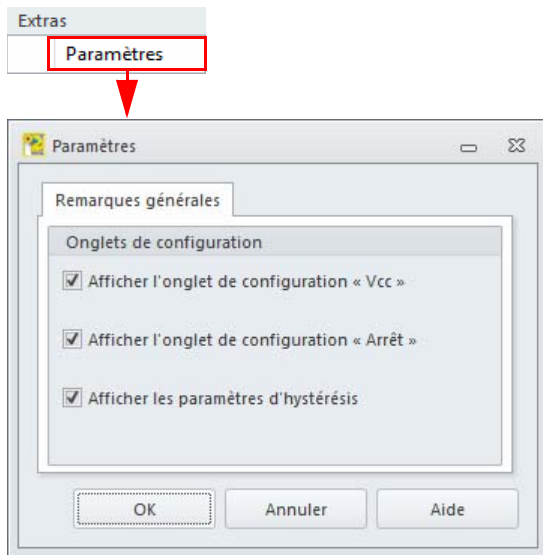 Extras
Paramètres
Paramètres
Remarques générales
Onglets de configuration
Afficher l'onglet de configuration « Vcc »
Afficher l'onglet de configuration « Arrêt »
Afficher les paramètres d'hystérésis
OK Annuler Aide